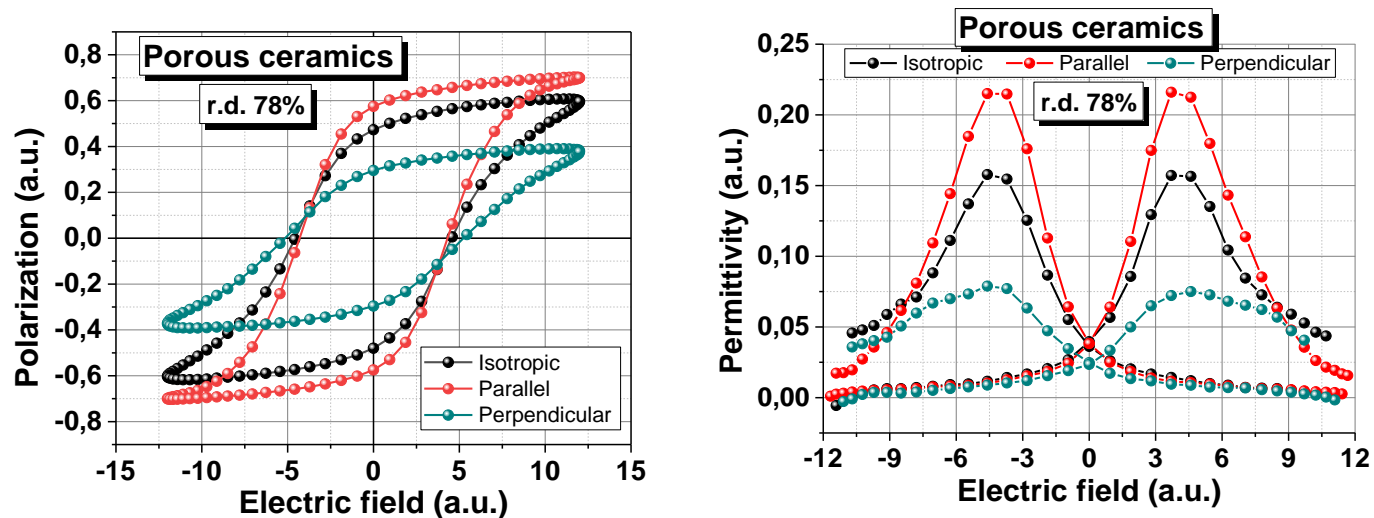 Porous ceramics
r.d. 78%
Polarization (a.u.)
0,8
0,6
0,4
0,2
0,0
-0,2
-0,4
-0,6
-0,8
Isotropic
Parallel
Perpendicular
-15 -10 -5 0 5 10 15
Electric field (a.u.)
Porous ceramics
Isotropic Parallel Perpendicular
r.d. 78%
Permittivity (a.u.)
0,25
0,20
0,15
0,10
0,05
0,00
-12 -9 -6 -3 0 3 6 9 12
Electric field (a.u.)